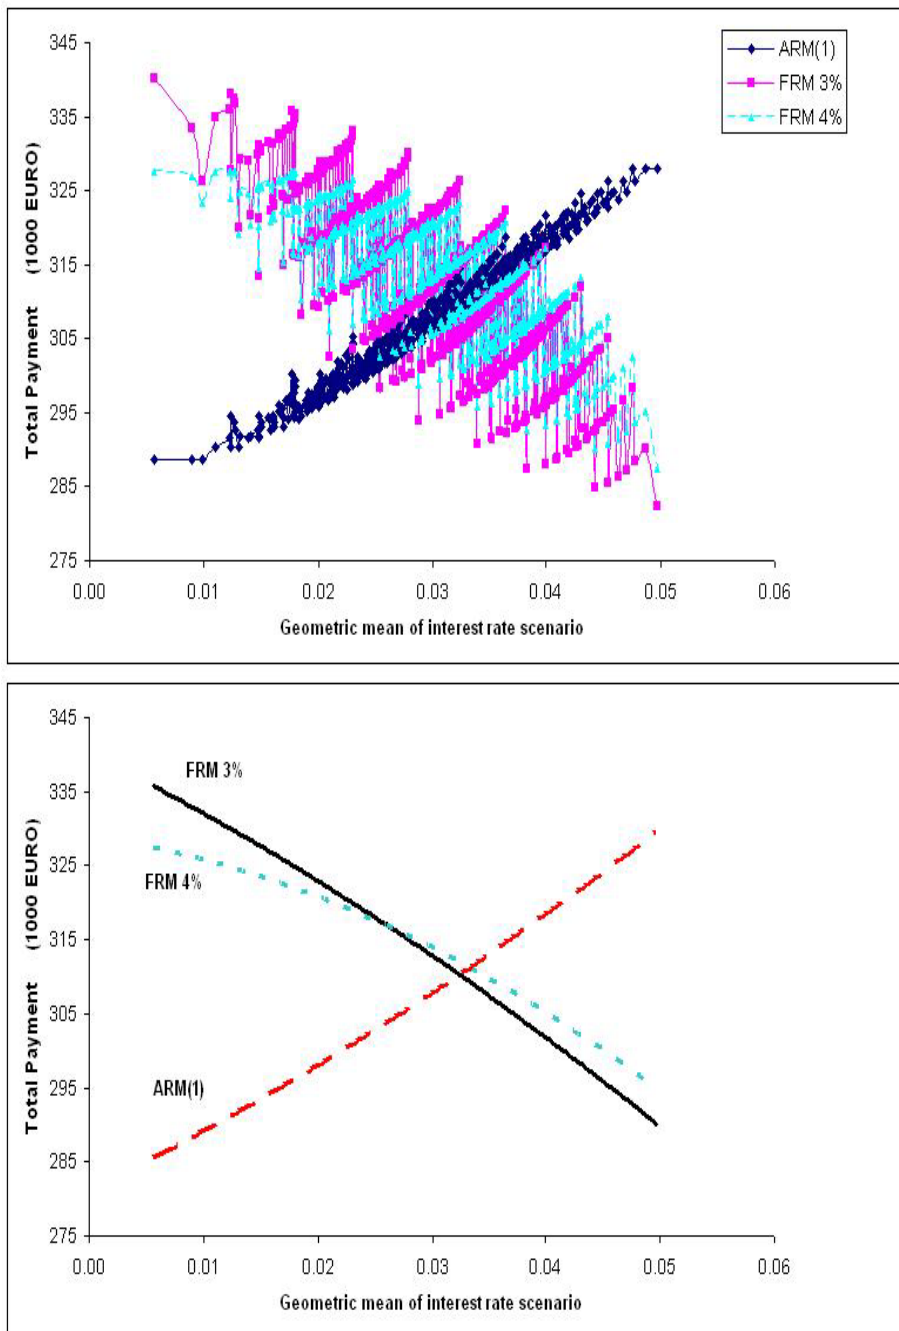 345
335
325
315
305
295
285
275
Total Payment (1000 EURO)
ARM(1)
FRM 3%
FRM 4%
0.00 0.01 0.02 0.03 0.04 0.05 0.06
Geometric mean of interest rate scenario
345
335
325
315
305
295
285
275
Total Payment (1000 EURO)
FRM 3%
FRM 4%
ARM(1)
0.00 0.01 0.02 0.03 0.04 0.05 0.06
Geometric mean of interest rate scenario